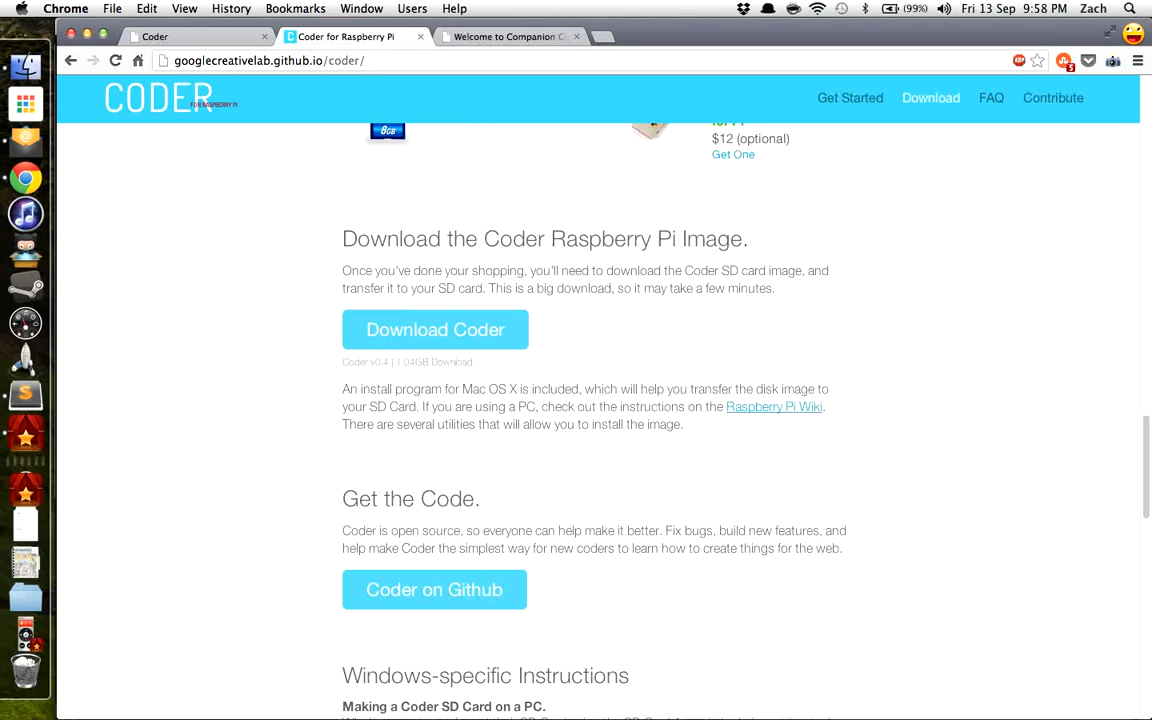 Chrome File Edit View History Bookmarks Window Users Help (99%) Fri 13 Sep 9:58 PM Zach
Coder Coder for Raspberry Pi Welcome to Companion C
googlecreativelab.github.io/coder/
CODER FOR RASPBERRY PI Get Started Download FAQ Contribute
8GB
$12 (optional)
Get One
Download the Coder Raspberry Pi Image.
Once you've done your shopping, you'll need to download the Coder SD card image, and
transfer it to your SD card. This is a big download, so it may take a few minutes.
Download Coder
Coder v0.4 | 1.04GB Download
An install program for Mac OS X is included, which will help you transfer the disk image to
your SD Card. If you are using a PC, check out the instructions on the Raspberry Pi Wiki.
There are several utilities that will allow you to install the image.
Get the Code.
Coder is open source, so everyone can help make it better. Fix bugs, build new features, and
help make Coder the simplest way for new coders to learn how to create things for the web.
Coder on Github
Windows-specific Instructions
Making a Coder SD Card on a PC.